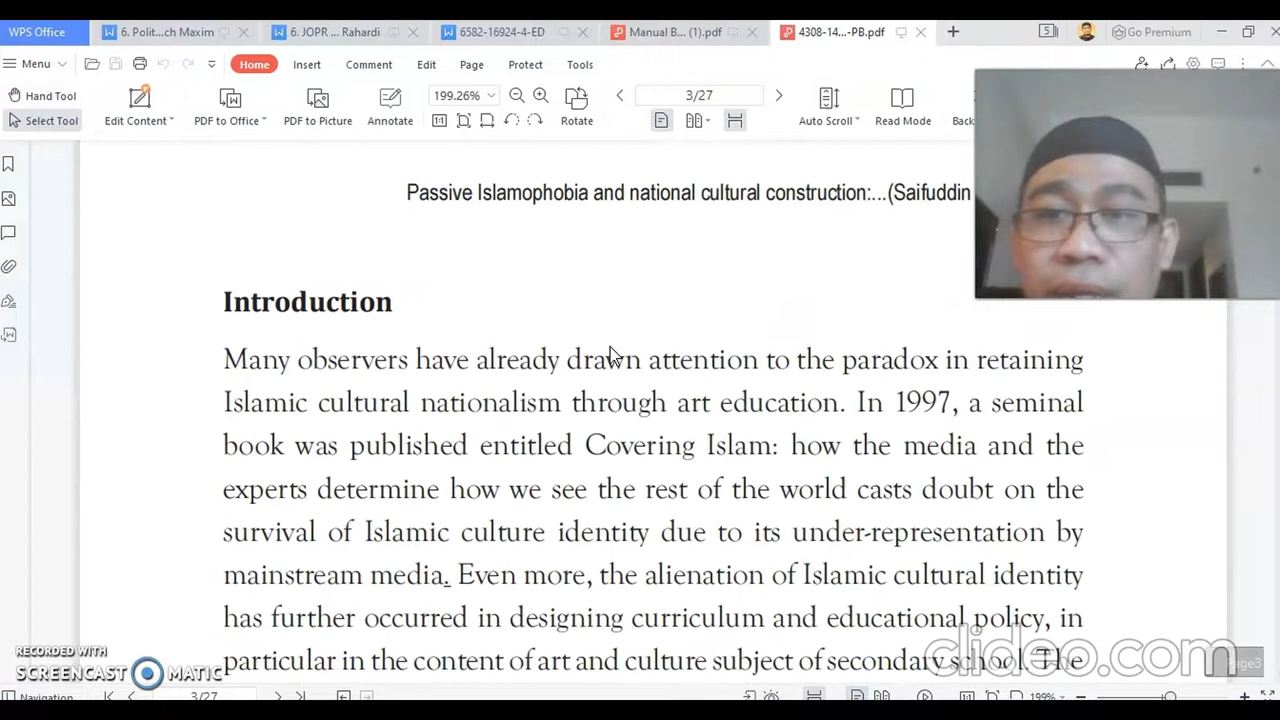 WPS Office 6. Polit...ch Maxim 6. JOPR ... Rahardi 6582-16924-4-ED Manual B... (1).pdf 4308-14...-PB.pdf 5 Go Premium
Menu Home Insert Comment Edit Page Protect Tools
Hand Tool
Select Tool
Edit Content PDF to Office PDF to Picture Annotate
199.26%
Rotate
3/27
Auto Scroll Read Mode Back
Passive Islamophobia and national cultural construction:...(Saifuddin
Introduction
Many observers have already drawn attention to the paradox in retaining
Islamic cultural nationalism through art education. In 1997, a seminal
book was published entitled Covering Islam: how the media and the
experts determine how we see the rest of the world casts doubt on the
survival of Islamic culture identity due to its under-representation by
mainstream media. Even more, the alienation of Islamic cultural identity
has further occurred in designing curriculum and educational policy, in
particular in the content of art and culture subject of secondary school. The
RECORDED WITH
SCREENCAST MATIC
clideo.com
Page3
Navigation 3/27 199%